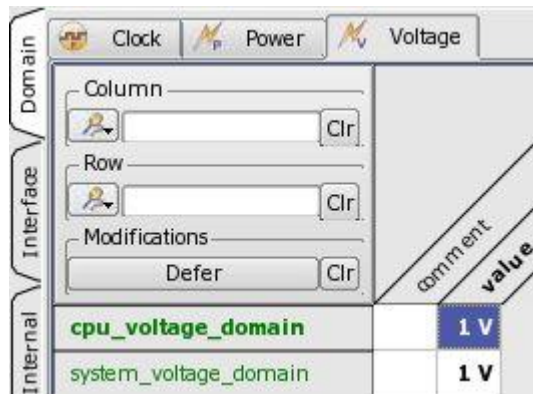 Domain
Interface
Internal
Clock
Power
Voltage
Column
Clr
Row
Clr
Modifications
Defer
Clr
comment
value
cpu_voltage_domain
1 V
system_voltage_domain
1 V